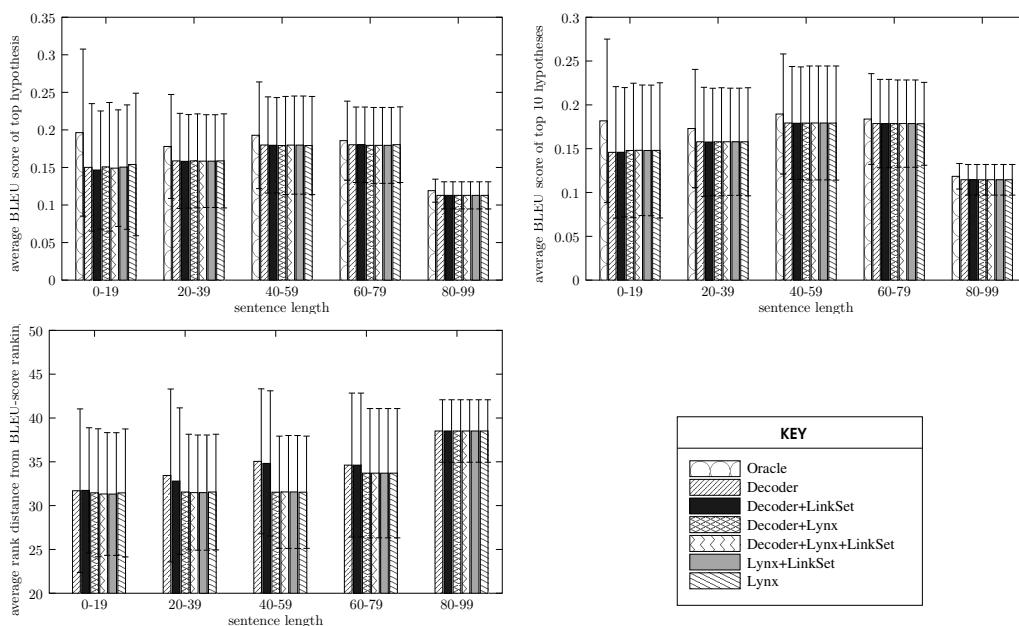 0.35
0.3
0.25
0.2
0.15
0.1
0.05
0
average BLEU score of top hypothesis
0-19 20-39 40-59 60-79 80-99
sentence length
0.3
0.25
0.2
0.15
0.1
0.05
0
average BLEU score of top 10 hypotheses
0-19 20-39 40-59 60-79 80-99
sentence length
50
45
40
35
30
25
20
average rank distance from BLEU-score rankin
0-19 20-39 40-59 60-79 80-99
sentence length
KEY
Oracle
Decoder
Decoder+LinkSet
Decoder+Lynx
Decoder+Lynx+LinkSet
Lynx+LinkSet
Lynx